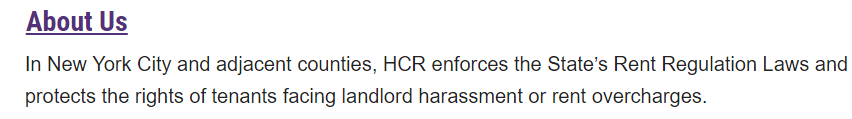 About Us
In New York City and adjacent counties, HCR enforces the State’s Rent Regulation Laws and
protects the rights of tenants facing landlord harassment or rent overcharges.